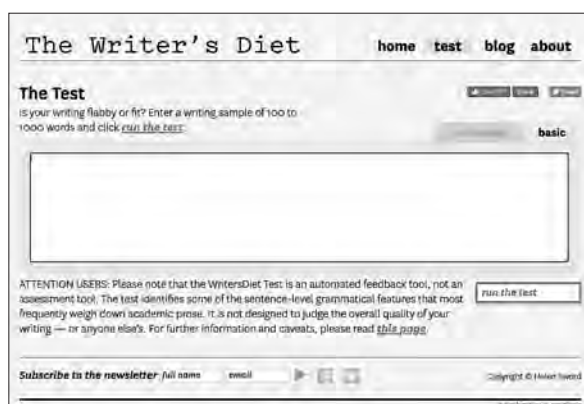 The Writer's Diet
home test blog about
The Test
Is your writing flabby or fit? Enter a writing sample of 100 to
1000 words and click run the test.
basic
ATTENTION USERS: Please note that the WritersDiet Test is an automated feedback tool, not an
assessment tool. The test identifies some of the sentence-level grammatical features that most
frequently weigh down academic prose. It is not designed to judge the overall quality of your
writing — or anyone else's. For further information and caveats, please read this page.
run the test
Subscribe to the newsletter full name email
Copyright © Helen Sword